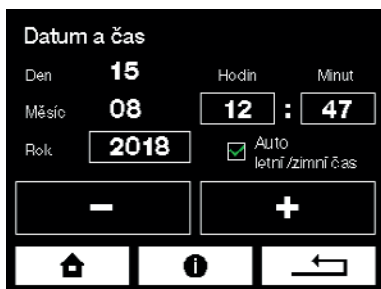 Datum a čas
Den 15 Hodin Minut
Měsíc 08 12 : 47
Rok 2018 Auto
letní/zimní čas
− +